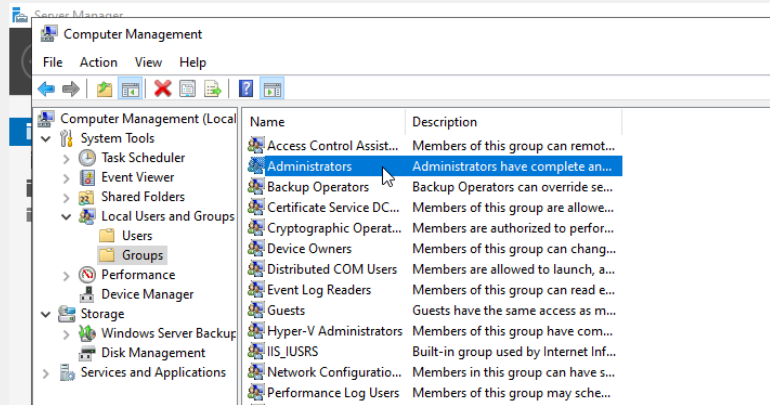 Server Manager
Computer Management
File Action View Help
Computer Management (Local
Name Description
System Tools
Task Scheduler
Event Viewer
Shared Folders
Local Users and Groups
Users
Groups
Performance
Device Manager
Storage
Windows Server Backup
Disk Management
Services and Applications
Access Control Assist... Members of this group can remot...
Administrators Administrators have complete an...
Backup Operators Backup Operators can override se...
Certificate Service DC... Members of this group are allowe...
Cryptographic Operat... Members are authorized to perfor...
Device Owners Members of this group can chang...
Distributed COM Users Members are allowed to launch, a...
Event Log Readers Members of this group can read e...
Guests Guests have the same access as m...
Hyper-V Administrators Members of this group have com...
IIS_IUSRS Built-in group used by Internet Inf...
Network Configuratio... Members in this group can have s...
Performance Log Users Members of this group may sche...